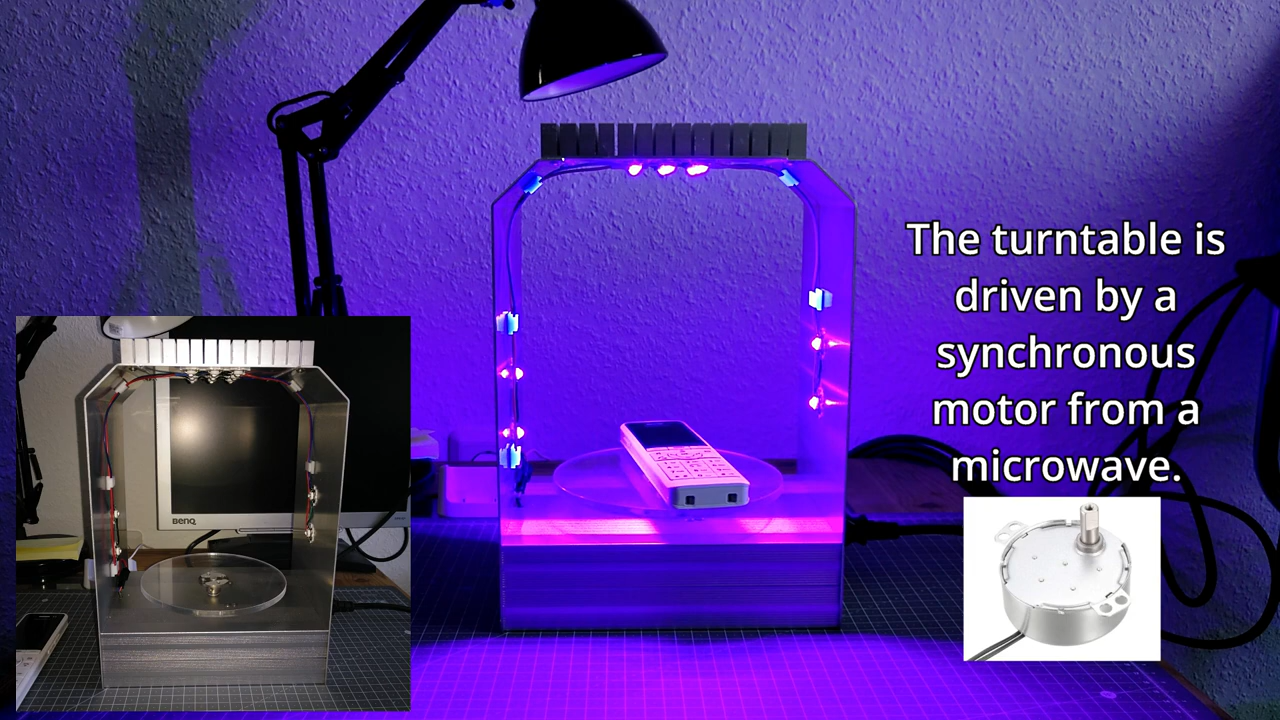 The turntable is
driven by a
synchronous
motor from a
microwave.
BenQ